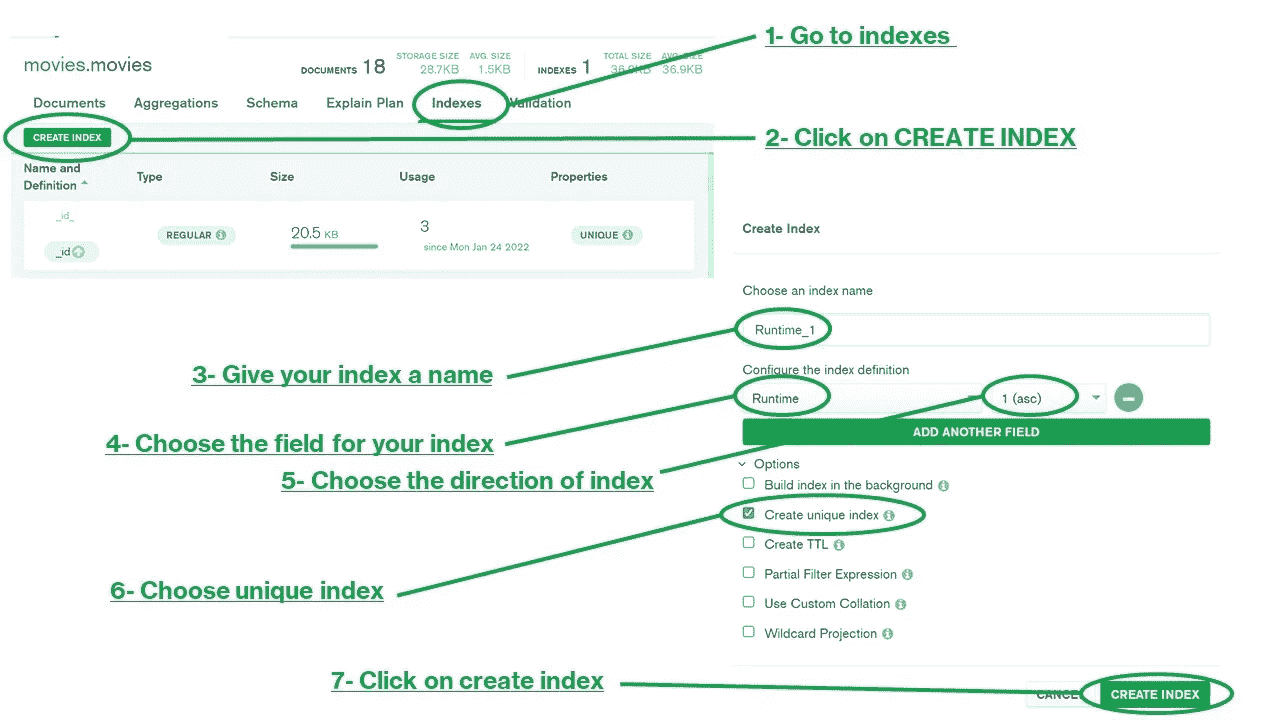 1- Go to indexes
movies.movies
DOCUMENTS 18
STORAGE SIZE 28.7KB
AVG. SIZE 1.5KB
INDEXES 1
TOTAL SIZE 36.9KB
AVG. SIZE 36.9KB
Documents Aggregations Schema Explain Plan Indexes Validation
CREATE INDEX
2- Click on CREATE INDEX
Name and Definition Type Size Usage Properties
_id_
_id
REGULAR
20.5 KB
3
since Mon Jan 24 2022
UNIQUE
Create Index
Choose an index name
Runtime_1
3- Give your index a name
Configure the index definition
Runtime
1 (asc)
4- Choose the field for your index
ADD ANOTHER FIELD
5- Choose the direction of index
Options
Build index in the background
Create unique index
Create TTL
Partial Filter Expression
6- Choose unique index
Use Custom Collation
Wildcard Projection
7- Click on create index
CANCEL
CREATE INDEX